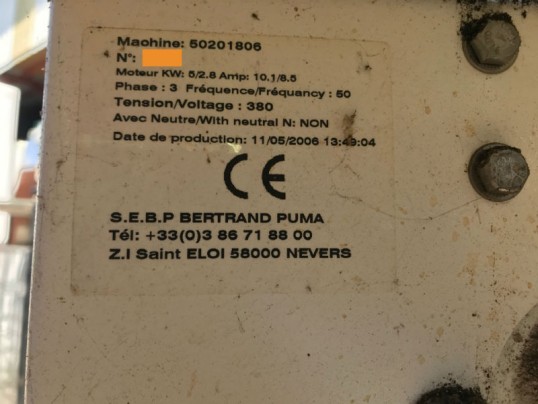 Machine: 50201806
N°:
Moteur KW: 5/2.8 Amp: 10.1/8.5
Phase : 3 Fréquence/Fréquancy : 50
Tension/Voltage : 380
Avec Neutre/With neutral N: NON
Date de production: 11/05/2006 13:49:04
CE
S.E.B.P BERTRAND PUMA
Tél: +33(0)3 86 71 88 00
Z.I Saint ELOI 58000 NEVERS